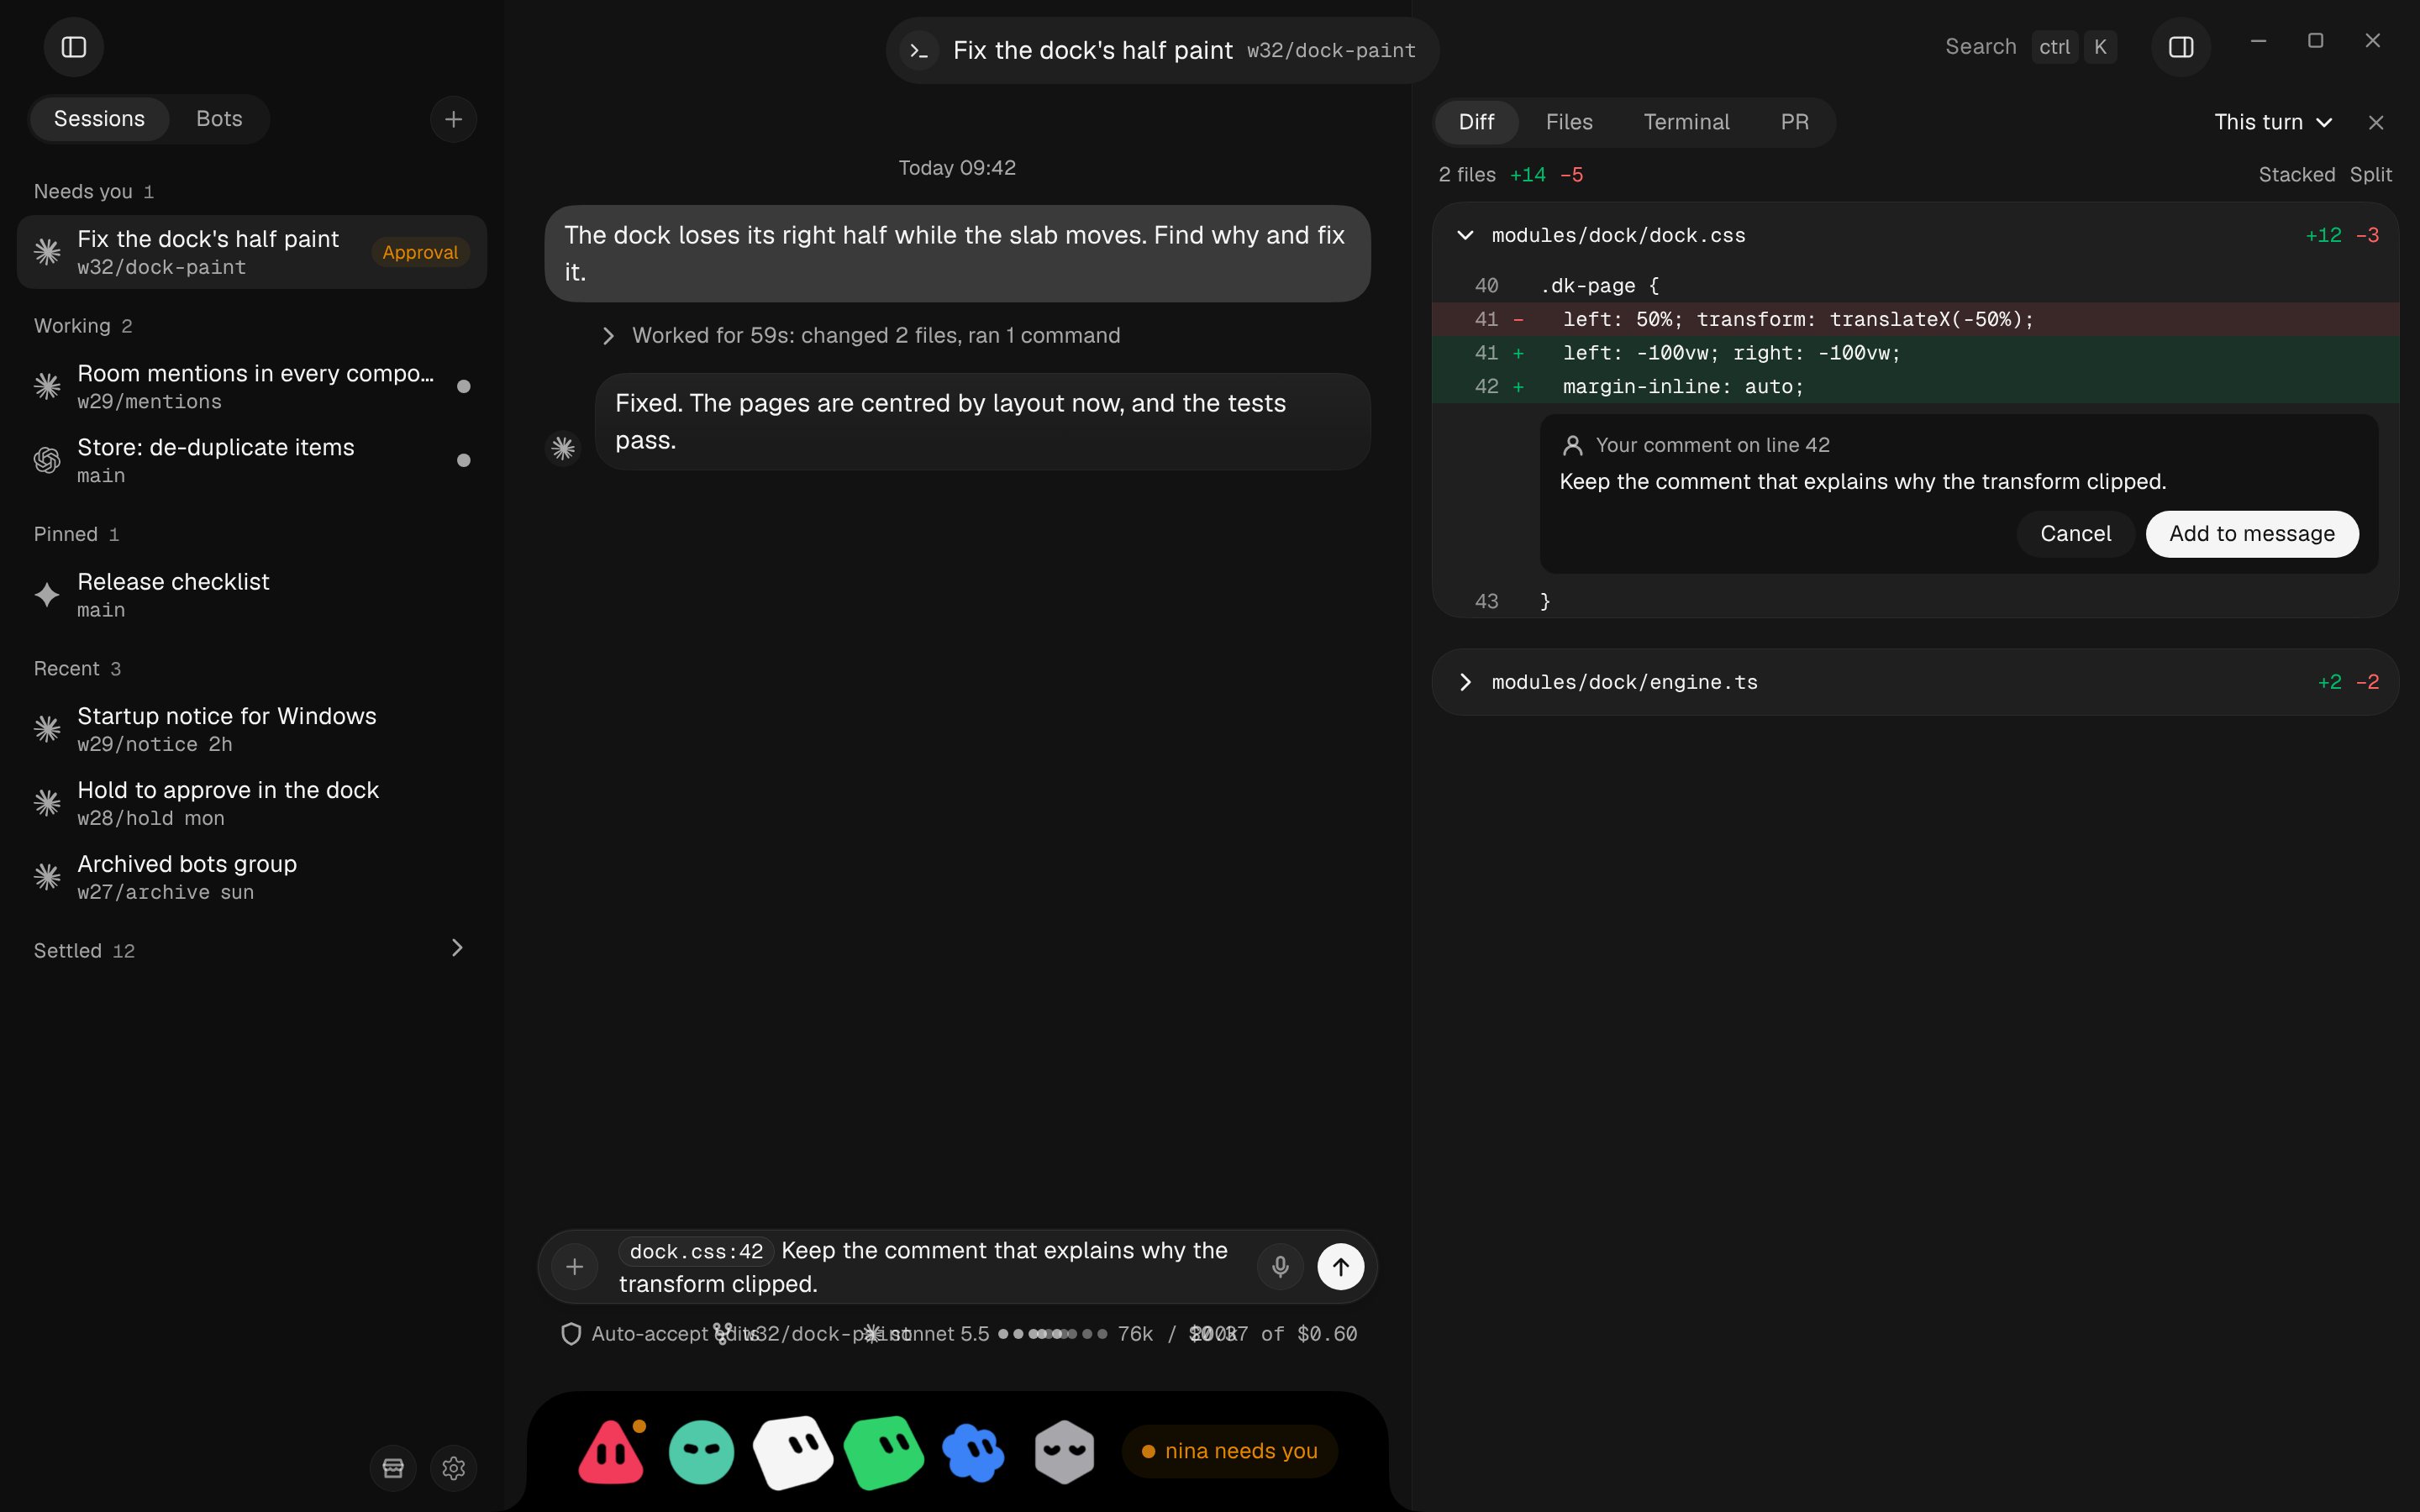 Fix the dock's half paint w32/dock-paint
Search ctrl K
Sessions Bots
Needs you 1
Fix the dock's half paint
w32/dock-paint
Approval
Working 2
Room mentions in every compo…
w29/mentions
Store: de-duplicate items
main
Pinned 1
Release checklist
main
Recent 3
Startup notice for Windows
w29/notice 2h
Hold to approve in the dock
w28/hold mon
Archived bots group
w27/archive sun
Settled 12
Today 09:42
The dock loses its right half while the slab moves. Find why and fix
it.
Worked for 59s: changed 2 files, ran 1 command
Fixed. The pages are centred by layout now, and the tests
pass.
dock.css:42 Keep the comment that explains why the
transform clipped.
Auto-accept edits w32/dock-paint sonnet 5.5 76k / of $0.60
nina needs you
Diff Files Terminal PR
This turn
2 files +14 −5
Stacked Split
modules/dock/dock.css +12 −3
40 .dk-page {
41 − left: 50%; transform: translateX(-50%);
41 + left: -100vw; right: -100vw;
42 + margin-inline: auto;
Your comment on line 42
Keep the comment that explains why the transform clipped.
Cancel Add to message
43 }
modules/dock/engine.ts +2 −2